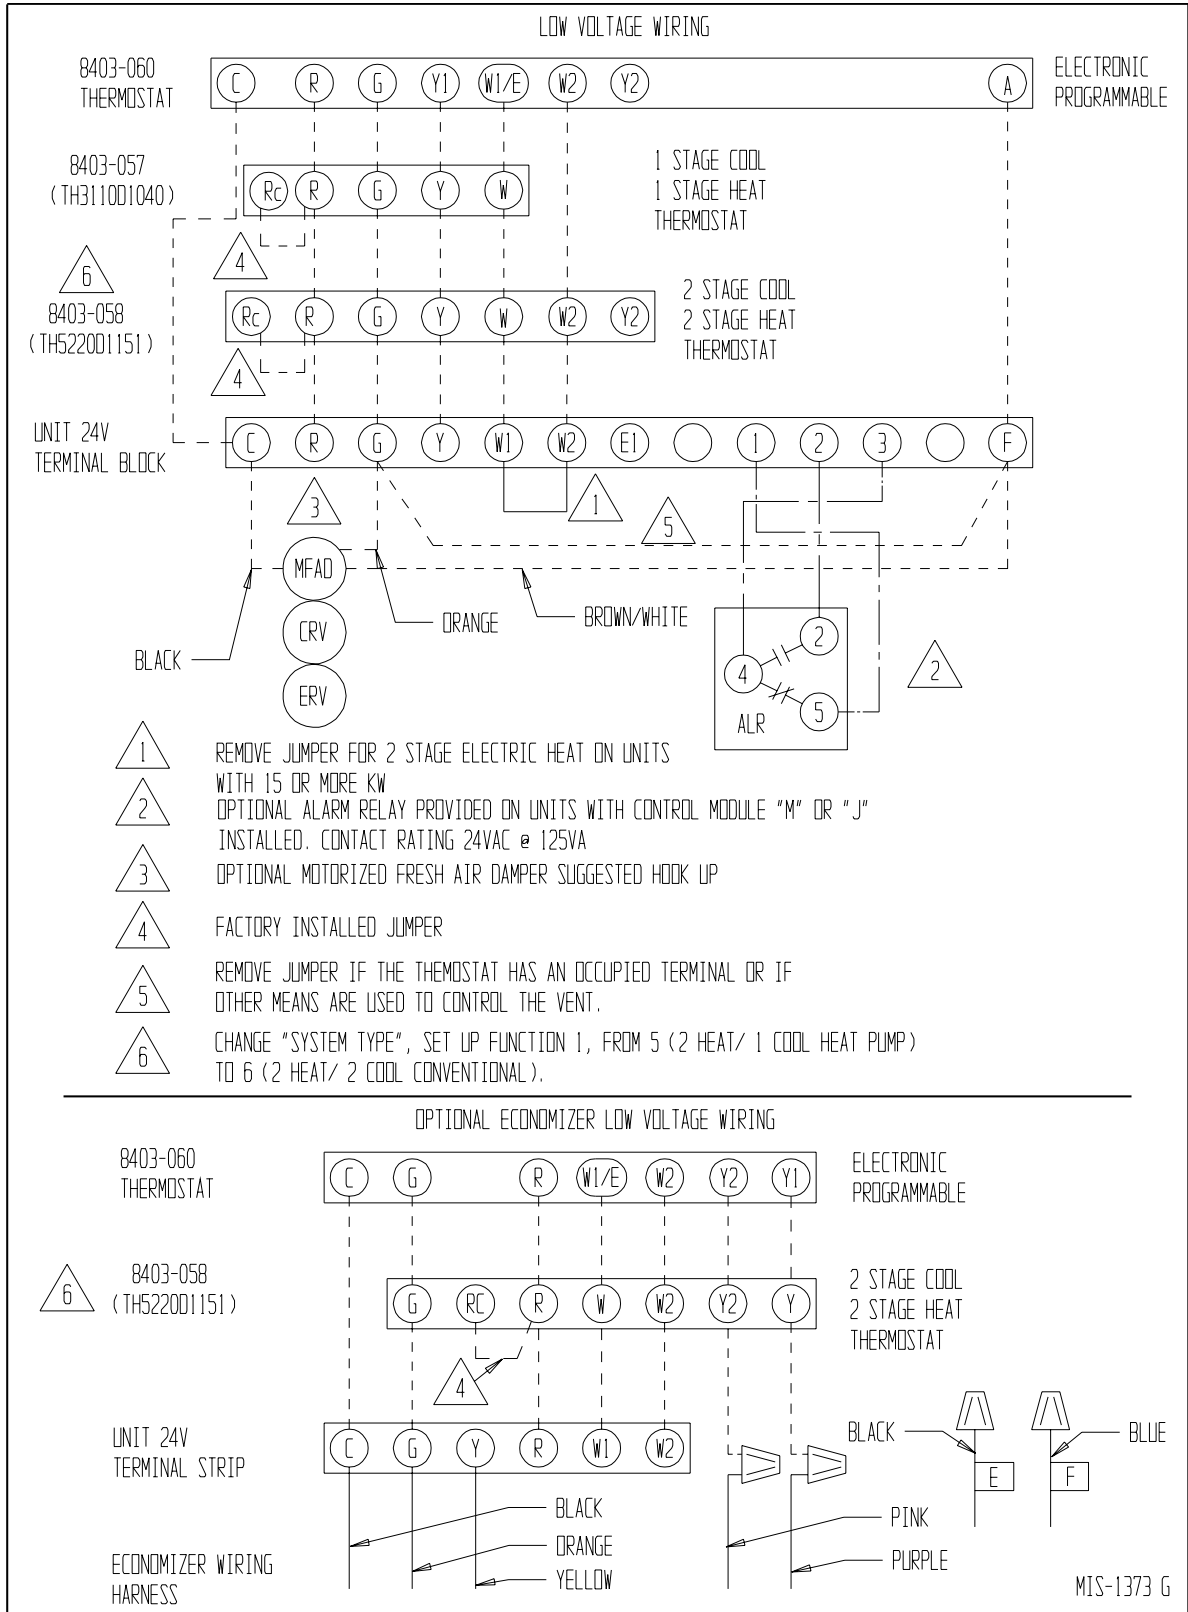 LOW VOLTAGE WIRING
8403-060
THERMOSTAT
C R G Y1 W1/E W2 Y2 A
ELECTRONIC
PROGRAMMABLE
8403-057
(TH3110D1040)
Rc R G Y W
1 STAGE COOL
1 STAGE HEAT
THERMOSTAT
4
6
8403-058
(TH5220D1151)
Rc R G Y W W2 Y2
2 STAGE COOL
2 STAGE HEAT
THERMOSTAT
4
UNIT 24V
TERMINAL BLOCK
C R G Y W1 W2 E1 1 2 3 F
3
1
5
MFAD
CRV
ERV
BLACK
ORANGE
BROWN/WHITE
2
4
5
ALR
2
1 REMOVE JUMPER FOR 2 STAGE ELECTRIC HEAT ON UNITS
WITH 15 OR MORE KW
2 OPTIONAL ALARM RELAY PROVIDED ON UNITS WITH CONTROL MODULE "M" OR "J"
INSTALLED. CONTACT RATING 24VAC @ 125VA
3 OPTIONAL MOTORIZED FRESH AIR DAMPER SUGGESTED HOOK UP
4 FACTORY INSTALLED JUMPER
5 REMOVE JUMPER IF THE THEMOSTAT HAS AN OCCUPIED TERMINAL OR IF
OTHER MEANS ARE USED TO CONTROL THE VENT.
6 CHANGE "SYSTEM TYPE", SET UP FUNCTION 1, FROM 5 (2 HEAT/ 1 COOL HEAT PUMP)
TO 6 (2 HEAT/ 2 COOL CONVENTIONAL).
OPTIONAL ECONOMIZER LOW VOLTAGE WIRING
8403-060
THERMOSTAT
C G R W1/E W2 Y2 Y1
ELECTRONIC
PROGRAMMABLE
6
8403-058
(TH5220D1151)
G RC R W W2 Y2 Y
2 STAGE COOL
2 STAGE HEAT
THERMOSTAT
4
UNIT 24V
TERMINAL STRIP
C G Y R W1 W2
BLACK
E
F
BLUE
BLACK
ORANGE
YELLOW
PINK
PURPLE
ECONOMIZER WIRING
HARNESS
MIS-1373 G